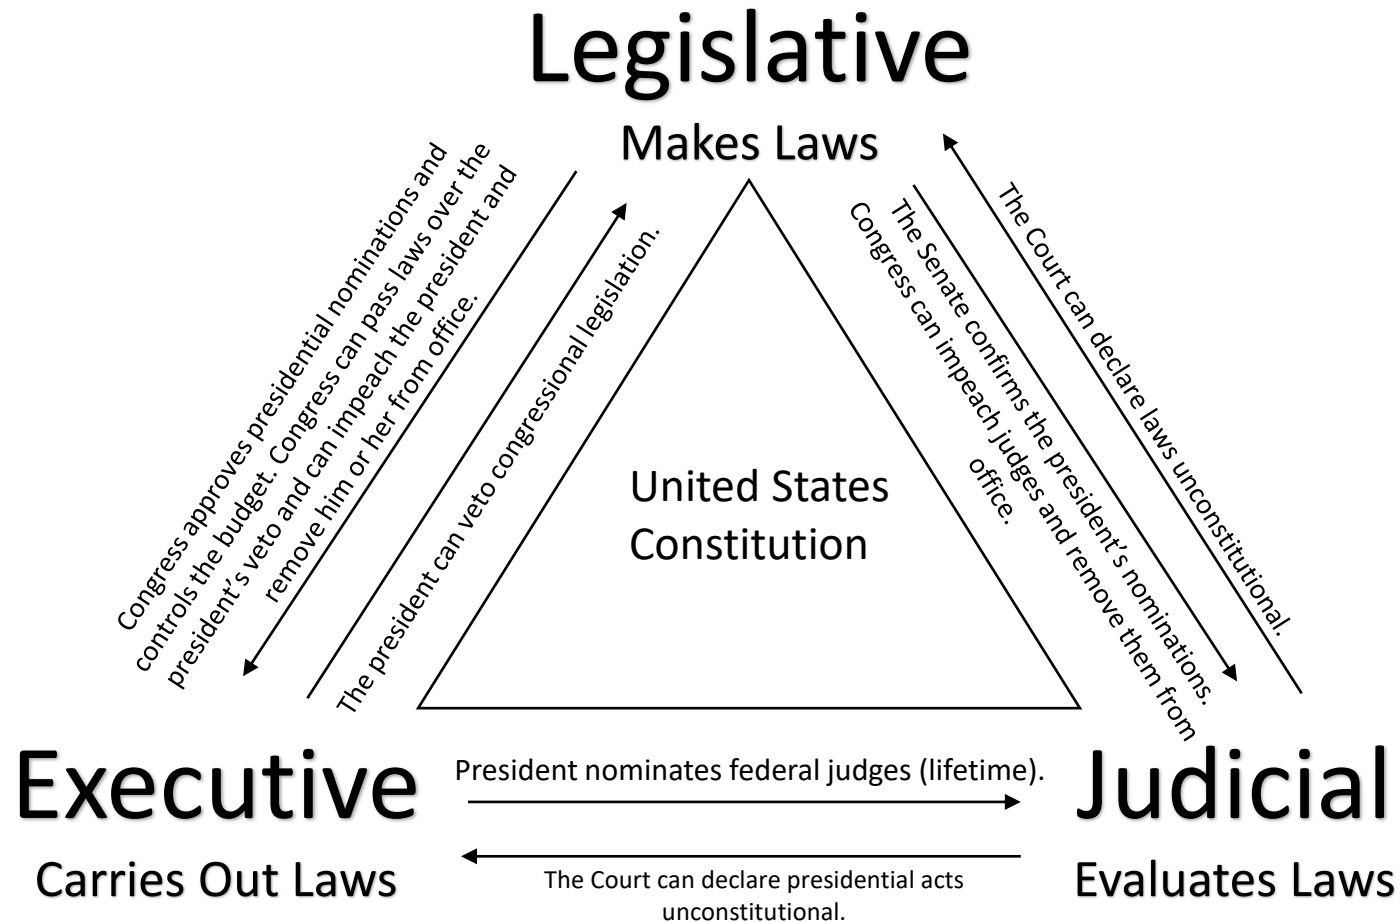 Legislative
Makes Laws
Congress approves presidential nominations and
controls the budget. Congress can pass laws over the
president’s veto and can impeach the president and
remove him or her from office.
The president can veto congressional legislation.
The Court can declare laws unconstitutional.
The Senate confirms the president’s nominations.
Congress can impeach judges and remove them from
office.
United States
Constitution
Executive
Carries Out Laws
President nominates federal judges (lifetime).
The Court can declare presidential acts
unconstitutional.
Judicial
Evaluates Laws